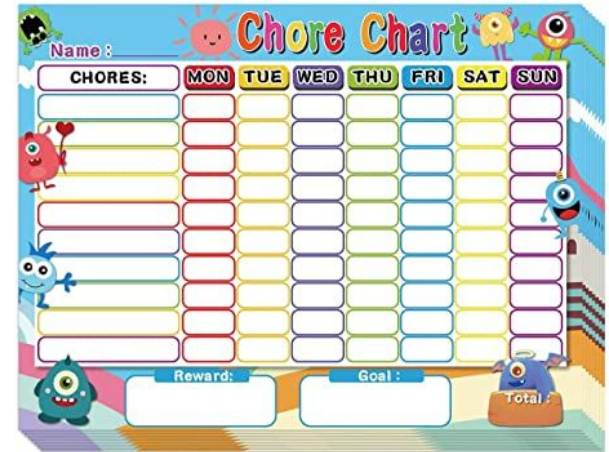 Chore Chart
Name:
CHORES: MON TUE WED THU FRI SAT SUN
Reward: Goal:
Total: